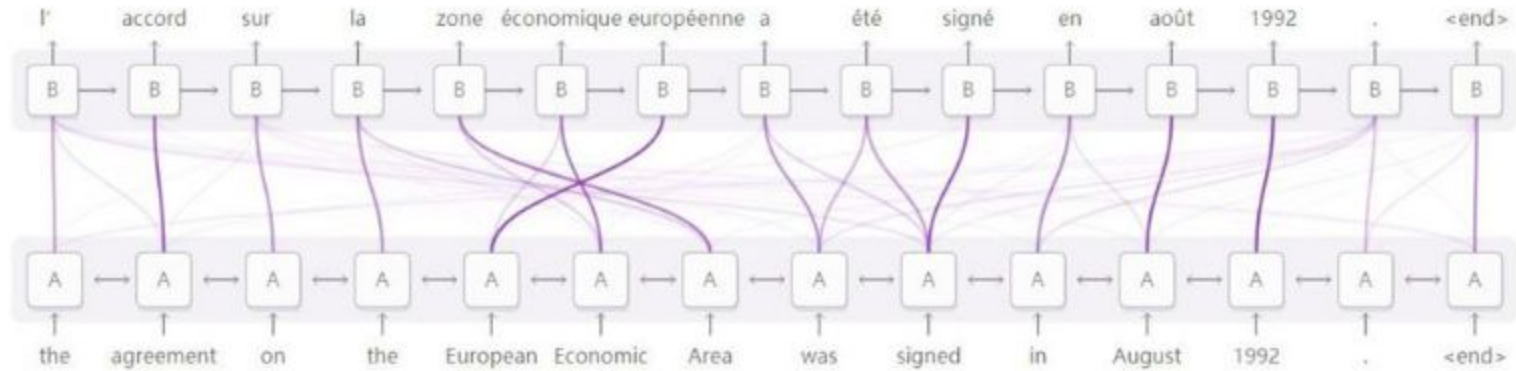 l' accord sur la zone économique européenne a été signé en août 1992 . <end>
B B B B B B B B B B B B B B B
A A A A A A A A A A A A A A
the agreement on the European Economic Area was signed in August 1992 . <end>